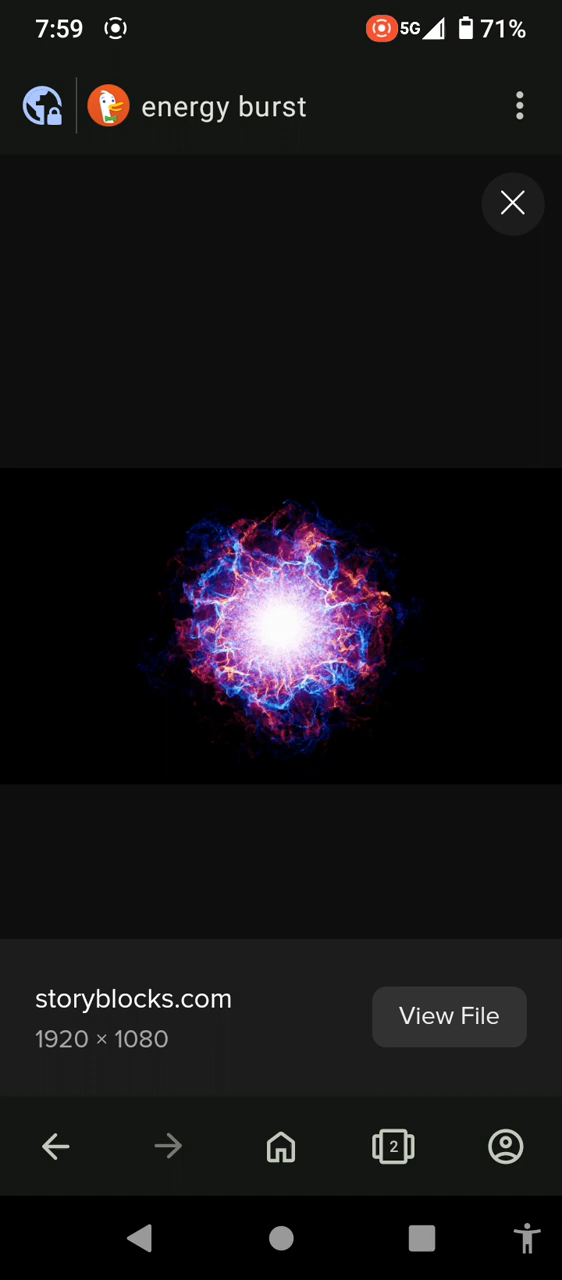 7:59
5G
71%
energy burst
storyblocks.com
1920 × 1080
View File
2